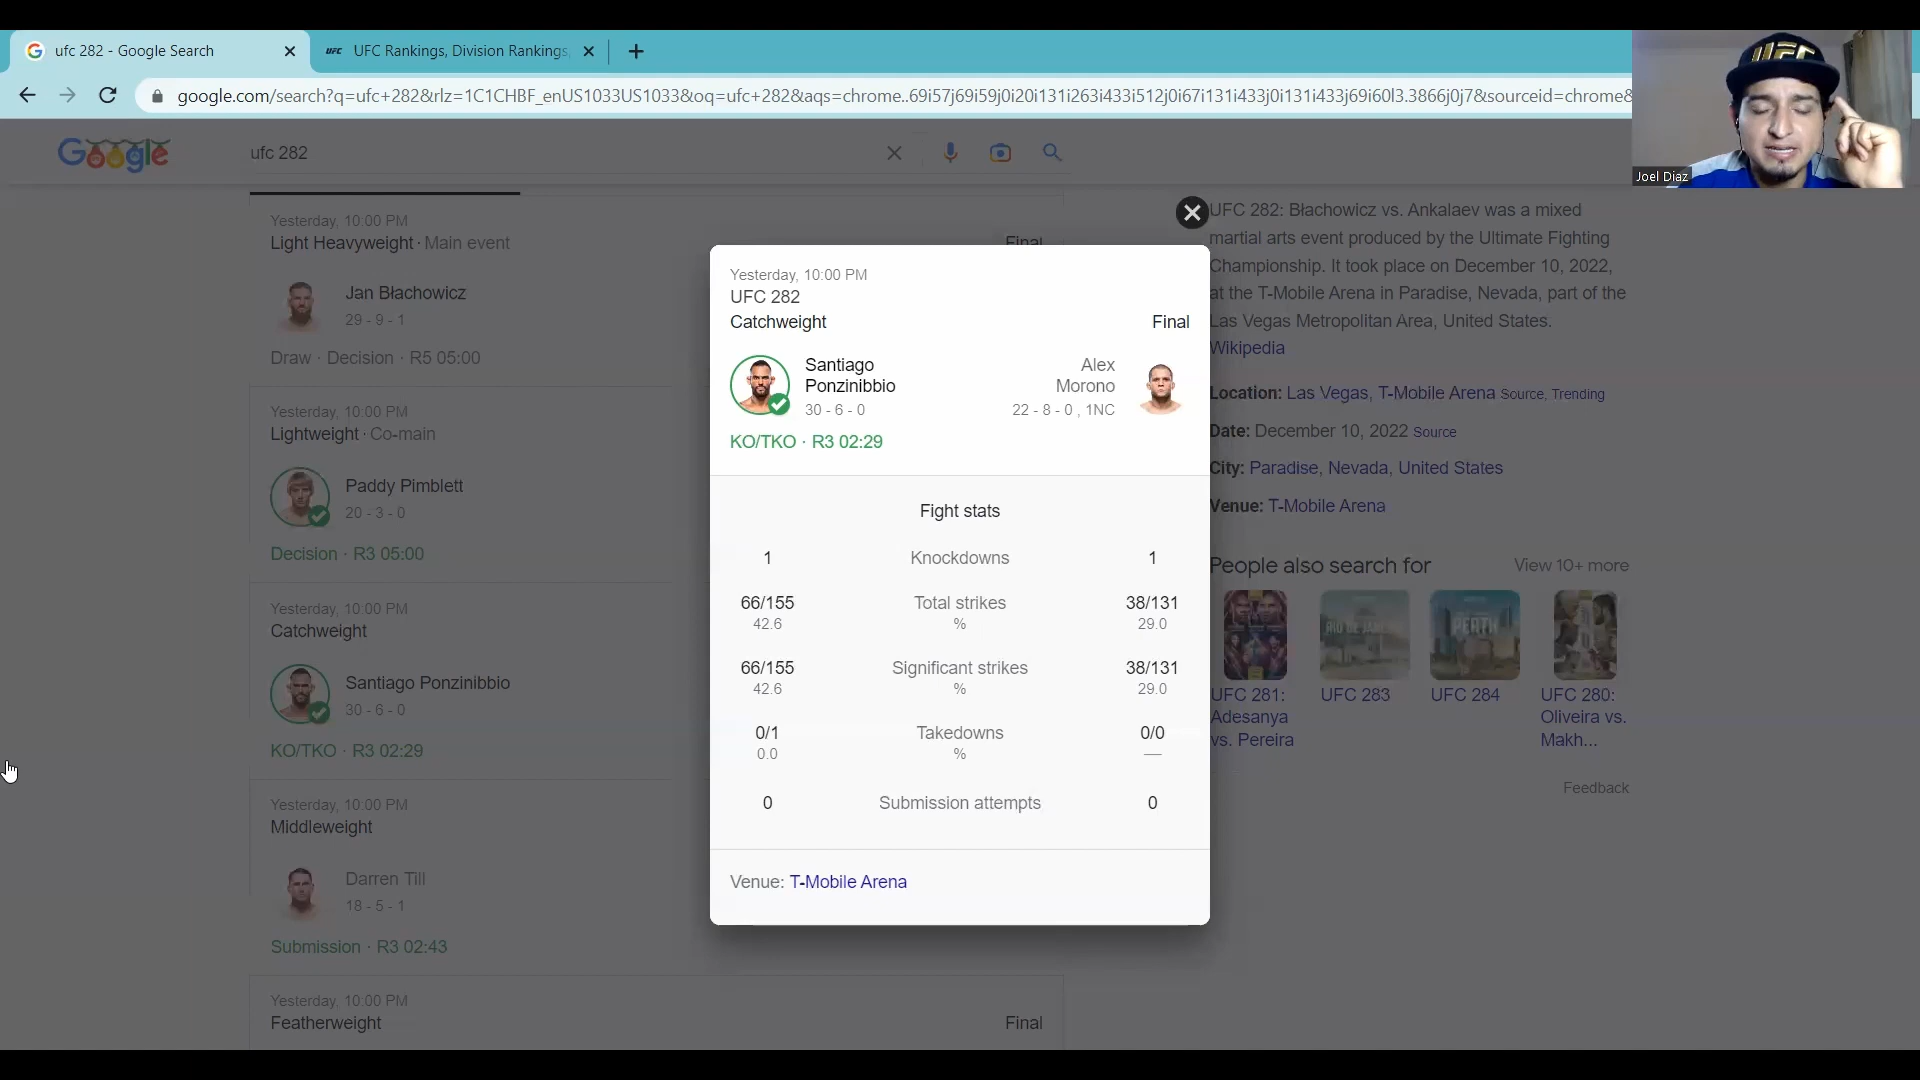 ufc 282 - Google Search
UFC UFC Rankings, Division Rankings,
google.com/search?q=ufc+282&rlz=1C1CHBF_enUS1033US1033&oq=ufc+282&aqs=chrome..69i57j69i59j0i20i131i263i433i512j0i67i131i433j0i131i433j69i60l3.3866j0j7&sourceid=chrome&
UFC
Joel Diaz
Google
ufc 282
Yesterday, 10:00 PM
Light Heavyweight · Main event
Final
Jan Błachowicz
29 - 9 - 1
Draw · Decision · R5 05:00
Yesterday, 10:00 PM
Lightweight · Co-main
Paddy Pimblett
20 - 3 - 0
Decision · R3 05:00
Yesterday, 10:00 PM
Catchweight
Santiago Ponzinibbio
30 - 6 - 0
KO/TKO · R3 02:29
Yesterday, 10:00 PM
Middleweight
Darren Till
18 - 5 - 1
Submission · R3 02:43
Yesterday, 10:00 PM
Featherweight
Final
Yesterday, 10:00 PM
UFC 282
Catchweight
Final
Santiago
Ponzinibbio
30 - 6 - 0
Alex
Morono
22 - 8 - 0 , 1NC
KO/TKO · R3 02:29
Fight stats
1 Knockdowns 1
66/155 Total strikes 38/131
42.6 % 29.0
66/155 Significant strikes 38/131
42.6 % 29.0
0/1 Takedowns 0/0
0.0 % —
0 Submission attempts 0
Venue: T-Mobile Arena
UFC 282: Błachowicz vs. Ankalaev was a mixed
martial arts event produced by the Ultimate Fighting
Championship. It took place on December 10, 2022,
at the T-Mobile Arena in Paradise, Nevada, part of the
Las Vegas Metropolitan Area, United States.
Wikipedia
Location: Las Vegas, T-Mobile Arena Source, Trending
Date: December 10, 2022 Source
City: Paradise, Nevada, United States
Venue: T-Mobile Arena
People also search for
View 10+ more
PERTH
UFC 281:
Adesanya
vs. Pereira
UFC 283
UFC 284
UFC 280:
Oliveira vs.
Makh...
Feedback